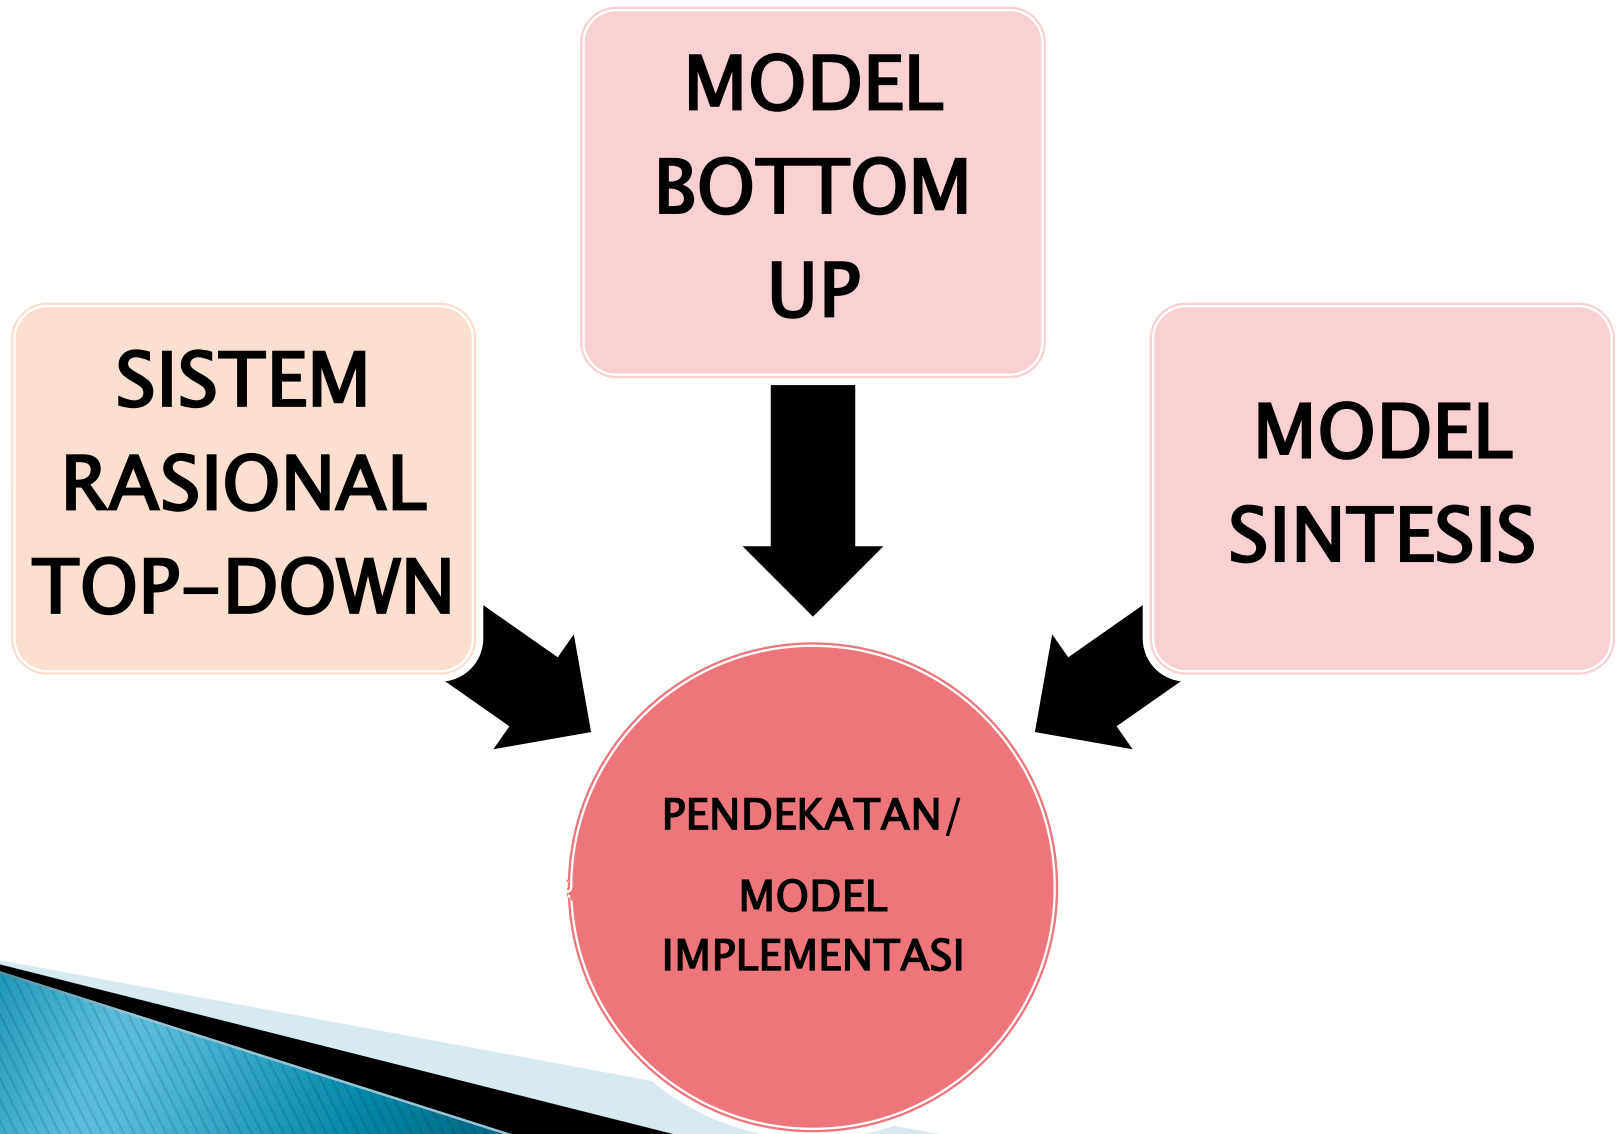 MODEL
BOTTOM
UP
SISTEM
RASIONAL
TOP-DOWN
MODEL
SINTESIS
PENDEKATAN/
MODEL
IMPLEMENTASI